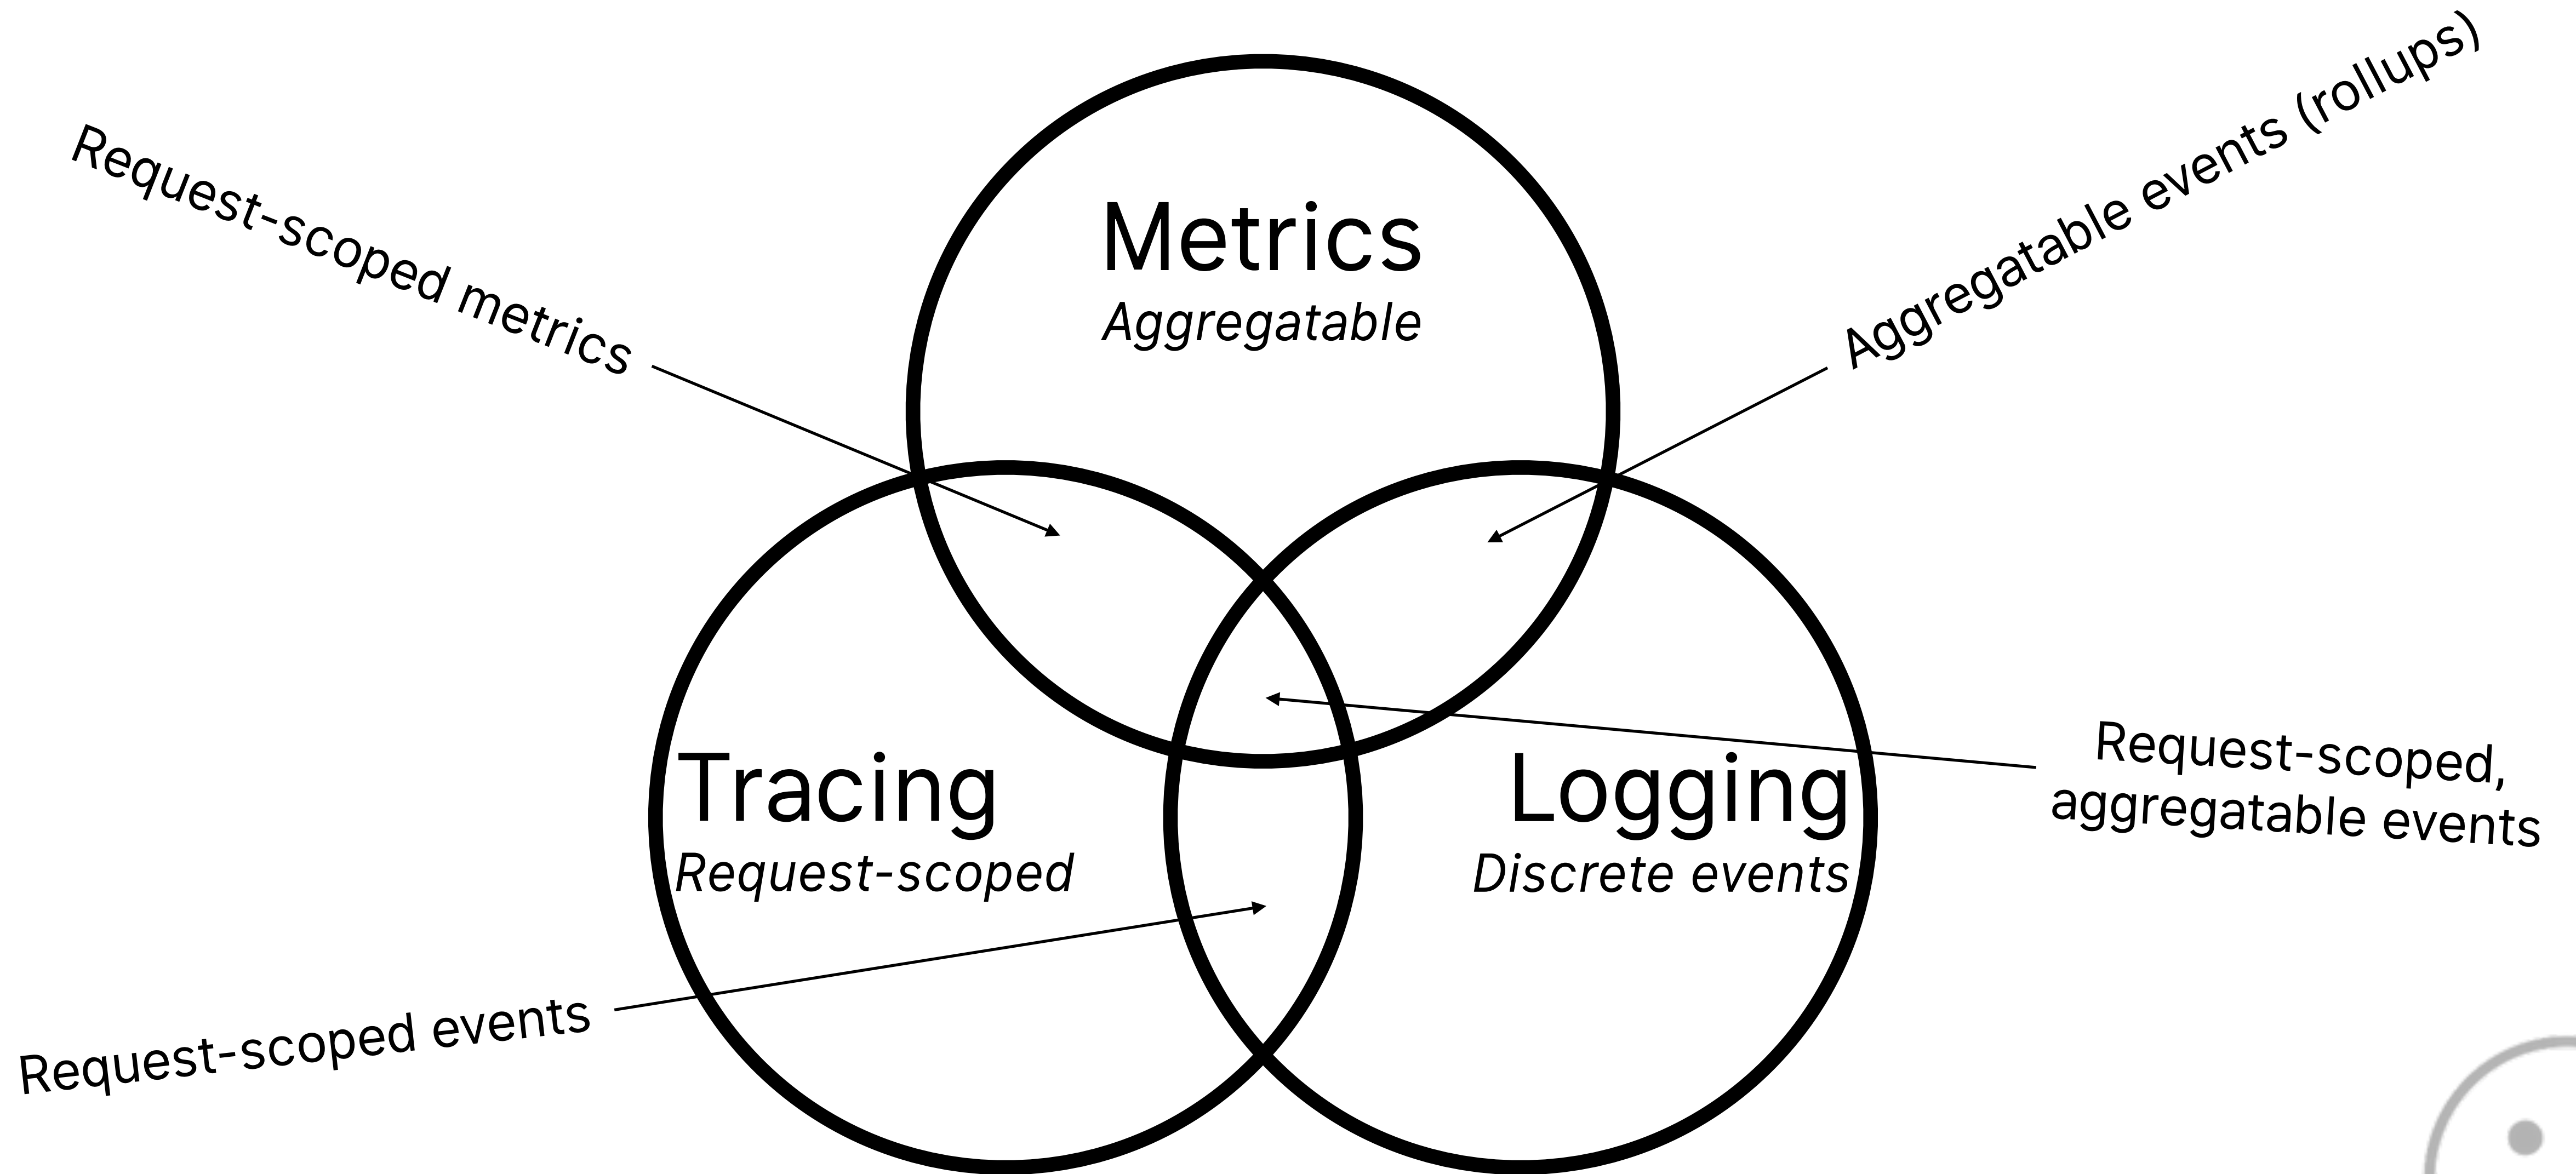 Request-scoped metrics
Aggregatable events (rollups)
Metrics
Aggregatable
Tracing
Request-scoped
Logging
Discrete events
Request-scoped,
aggregatable events
Request-scoped events